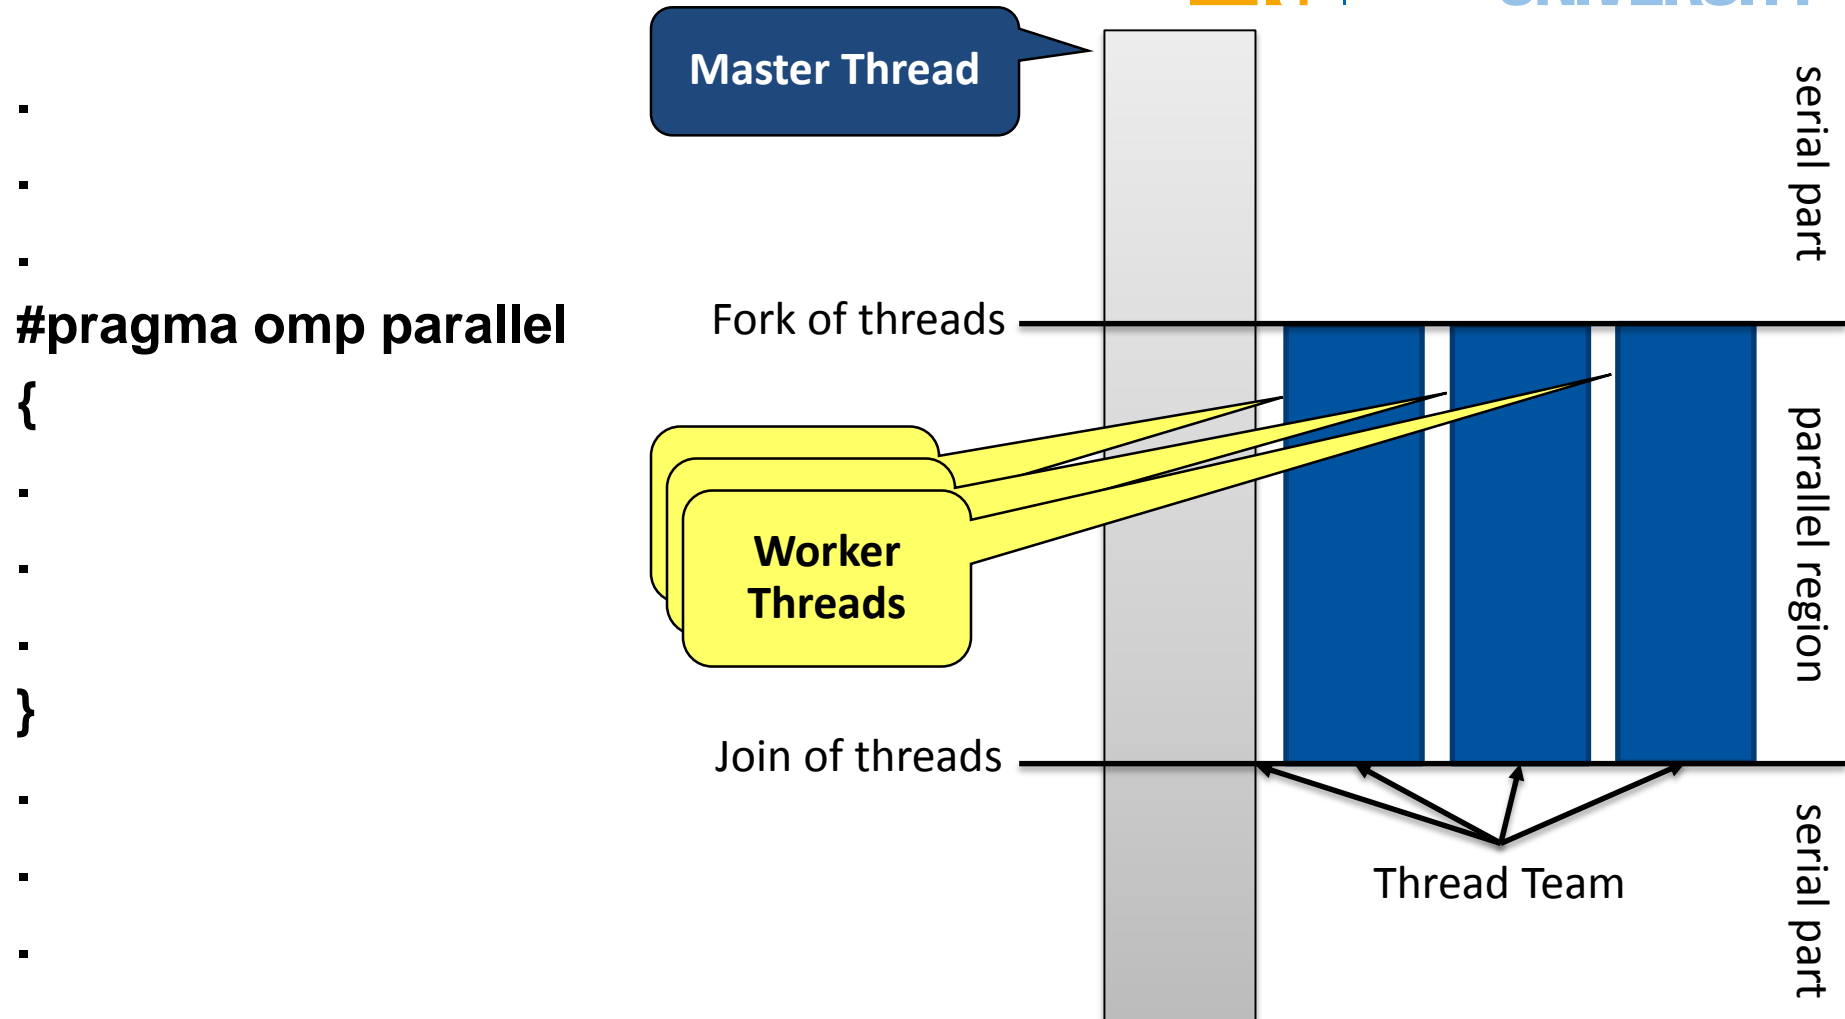 Master Thread
serial part
.
.
.
#pragma omp parallel
Fork of threads
{
.
.
.
Worker
Threads
parallel region
}
Join of threads
.
.
.
Thread Team
serial part